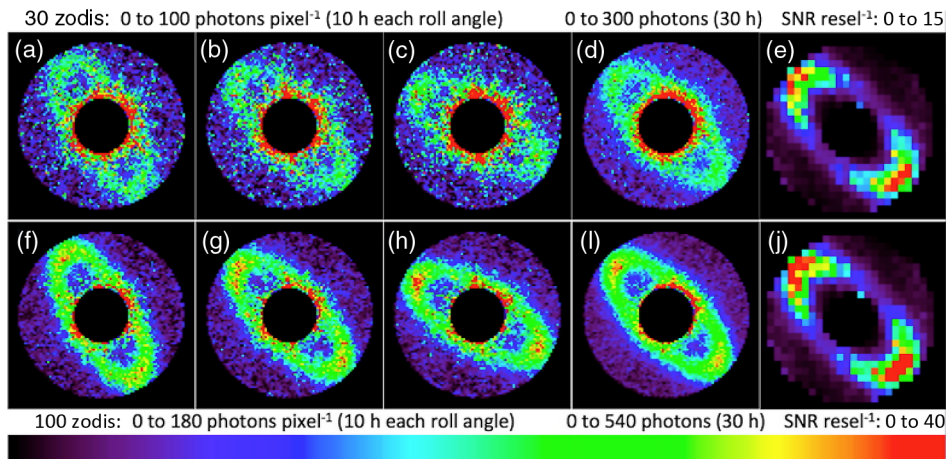 30 zodis: 0 to 100 photons pixel⁻¹ (10 h each roll angle) 0 to 300 photons (30 h) SNR resel⁻¹: 0 to 15
(a) (b) (c) (d) (e)
(f) (g) (h) (l) (j)
100 zodis: 0 to 180 photons pixel⁻¹ (10 h each roll angle) 0 to 540 photons (30 h) SNR resel⁻¹: 0 to 40